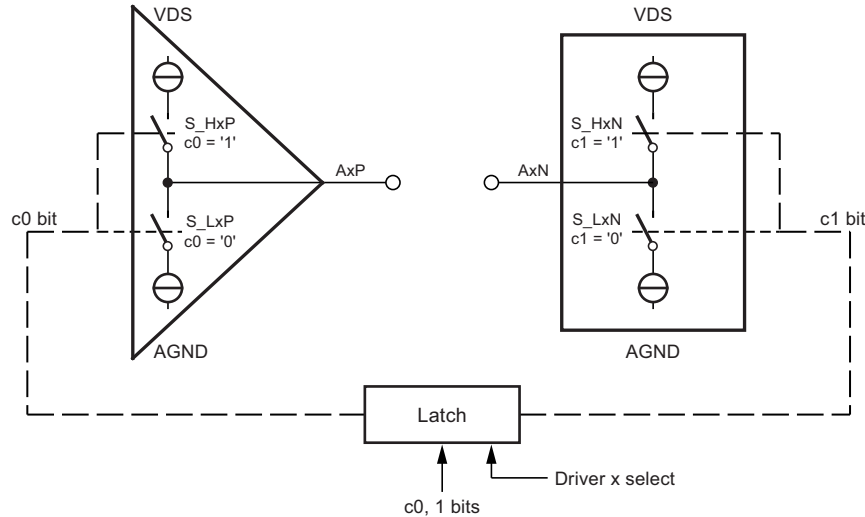 VDS
VDS
S_HxP
c0 = '1'
S_HxN
c1 = '1'
AxP
AxN
c0 bit
S_LxP
c0 = '0'
S_LxN
c1 = '0'
c1 bit
AGND
AGND
Latch
Driver x select
c0, 1 bits